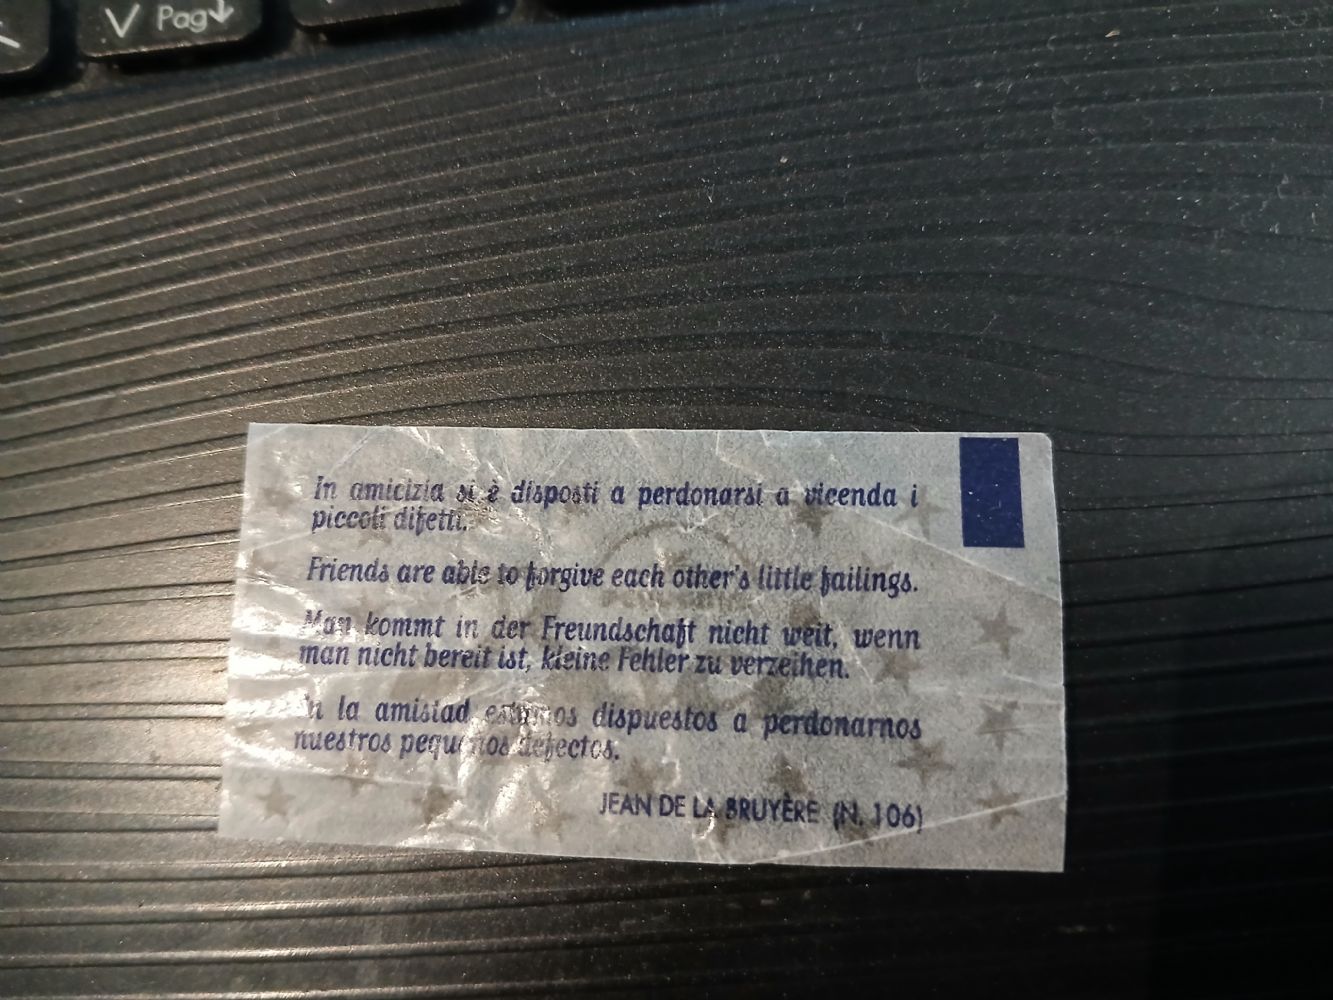 V Pag↓
In amicizia si è disposti a perdonarsi a vicenda i
piccoli difetti.
Friends are able to forgive each other's little failings.
Man kommt in der Freundschaft nicht weit, wenn
man nicht bereit ist, kleine Fehler zu verzeihen.
In la amistad estamos dispuestos a perdonarnos
nuestros pequeños defectos.
JEAN DE LA BRUYÈRE (N. 106)